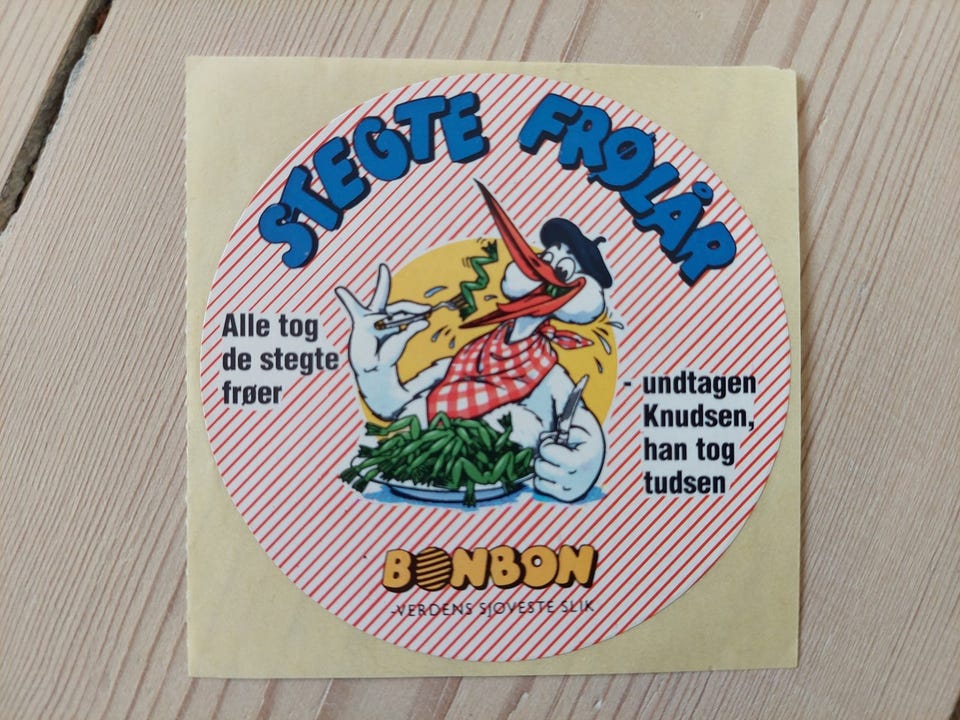 STEGTE FRØLÅR
Alle tog
de stegte
frøer
- undtagen
Knudsen,
han tog
tudsen
BONBON
-VERDENS SJOVESTE SLIK